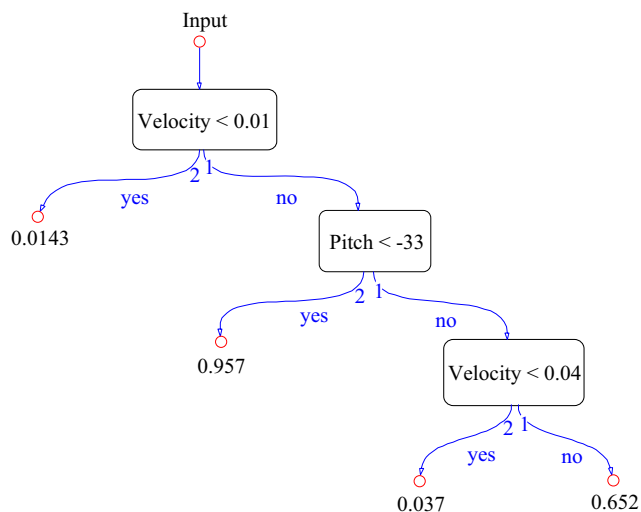 Input
Velocity < 0.01
2 1
yes no
0.0143
Pitch < -33
2 1
yes no
0.957
Velocity < 0.04
2 1
yes no
0.037 0.652